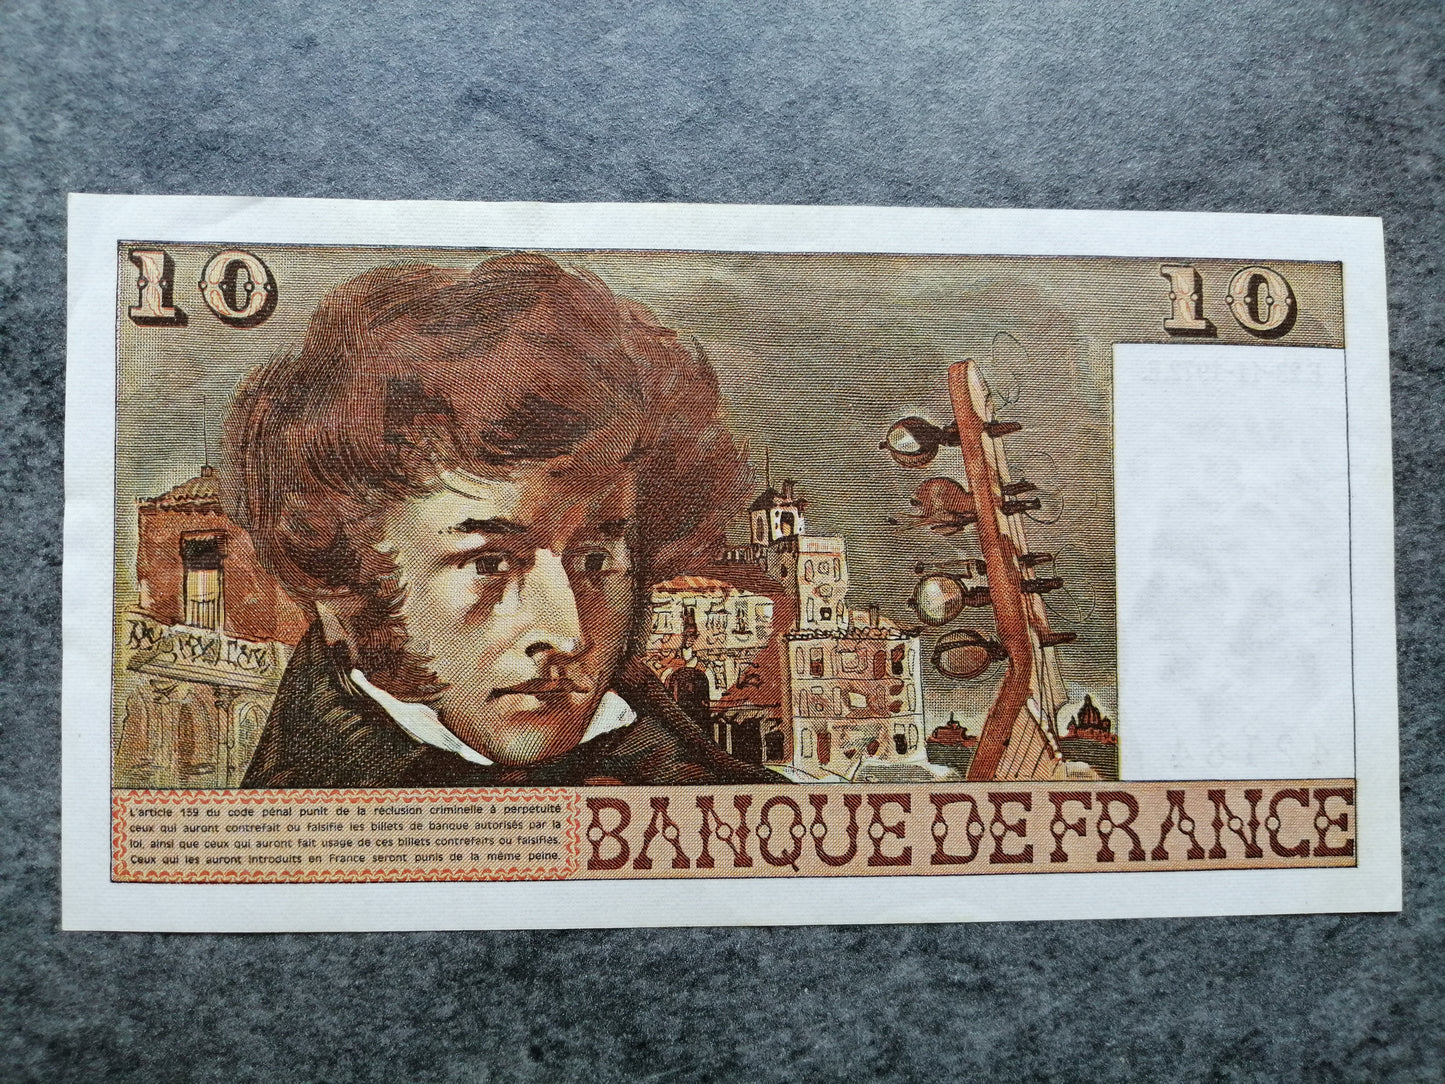 10
10
L'article 139 du code pénal punit de la réclusion criminelle à perpétuité
ceux qui auront contrefait ou falsifié les billets de banque autorisés par la
loi, ainsi que ceux qui auront fait usage de ces billets contrefaits ou falsifiés.
Ceux qui les auront introduits en France seront punis de la même peine.
BANQUE DE FRANCE